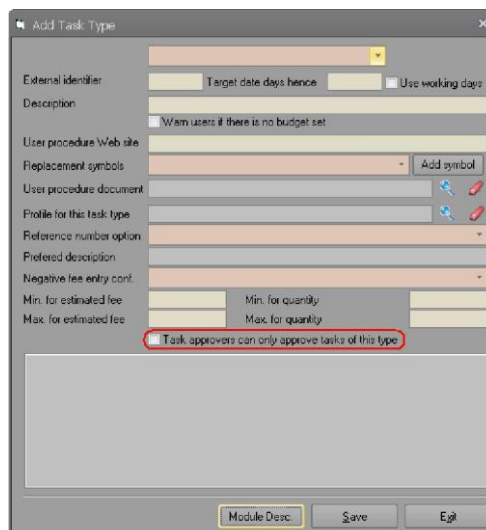 Add Task Type
External identifier Target date days hence Use working days
Description
Warn users if there is no budget set
User procedure Web site
Replacement symbols Add symbol
User procedure document
Profile for this task type
Reference number option
Prefered description
Negative fee entry conf.
Min. for estimated fee Min. for quantity
Max. for estimated fee Max. for quantity
Task approvers can only approve tasks of this type
Module Desc. Save Exit